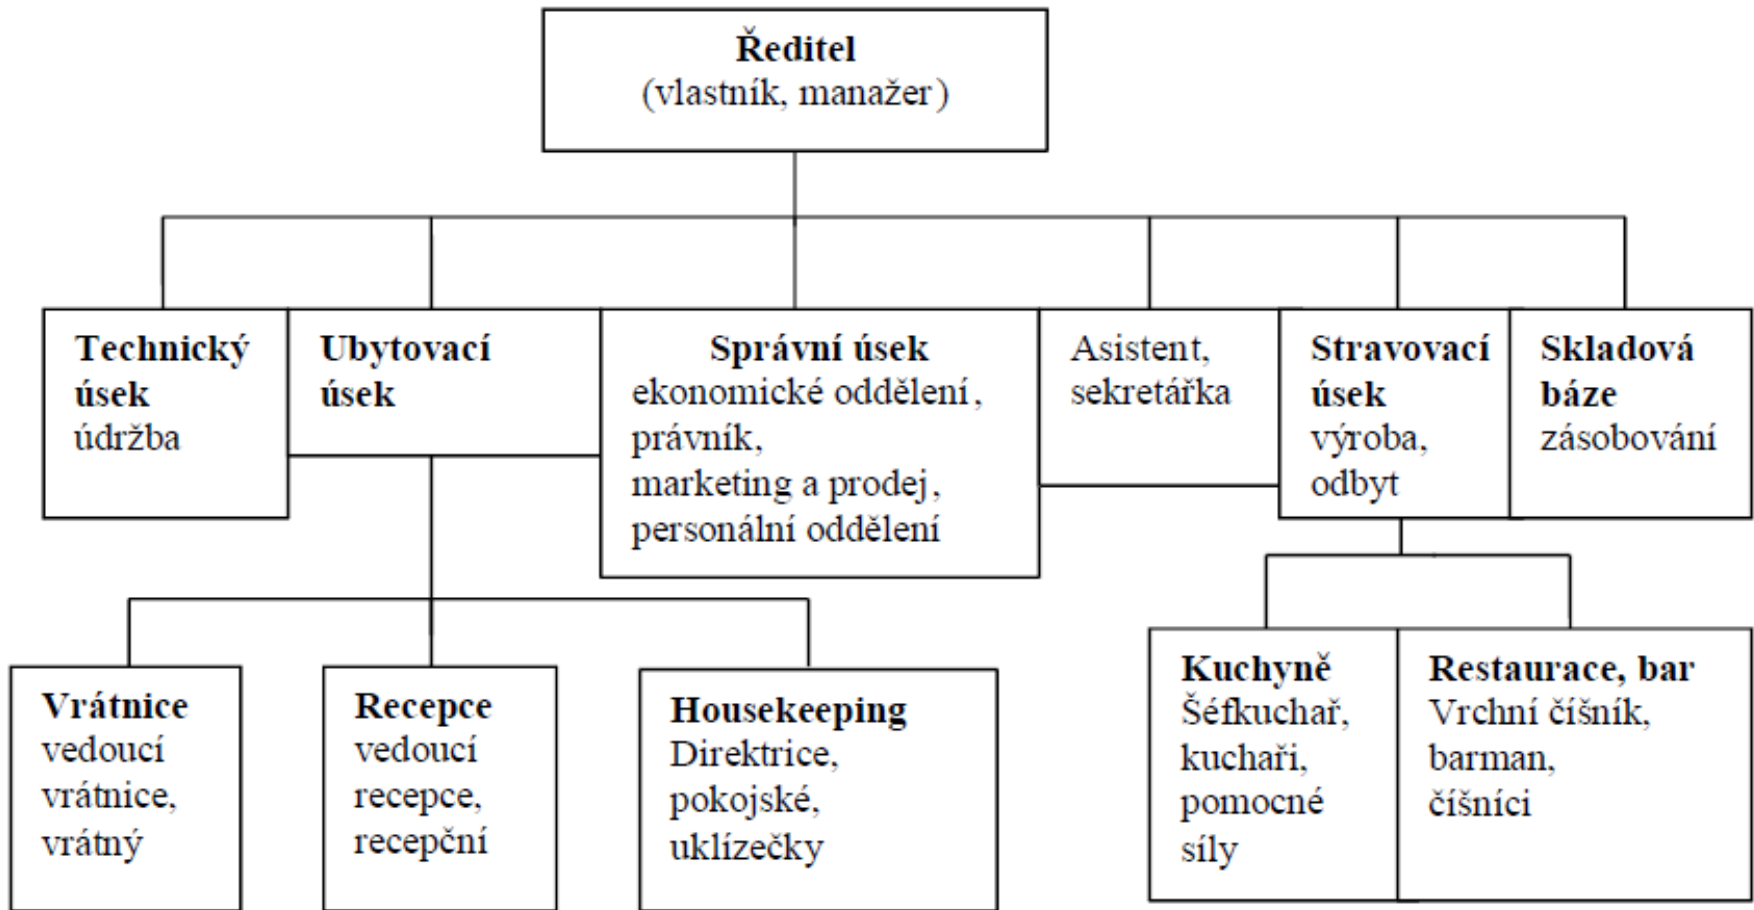 Ředitel
(vlastník, manažer)
Technický
úsek
údržba
Ubytovací
úsek
Správní úsek
ekonomické oddělení,
právník,
marketing a prodej,
personální oddělení
Asistent,
sekretářka
Stravovací
úsek
výroba,
odbyt
Skladová
báze
zásobování
Vrátnice
vedoucí
vrátnice,
vrátný
Recepce
vedoucí
recepce,
recepční
Housekeeping
Direktrice,
pokojské,
uklízečky
Kuchyně
Šéfkuchař,
kuchaři,
pomocné
síly
Restaurace, bar
Vrchní číšník,
barman,
číšníci